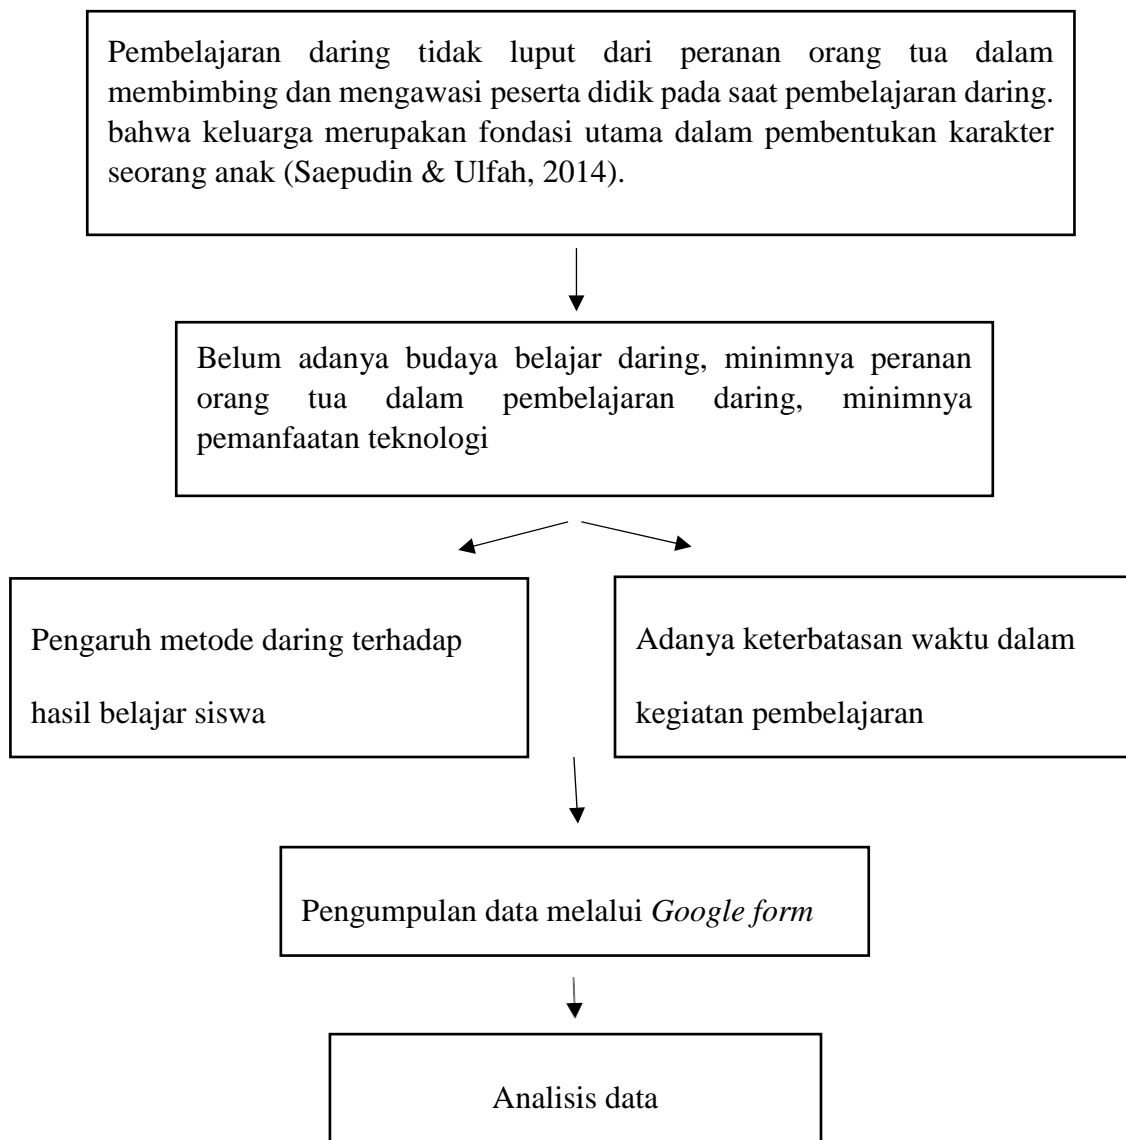 Pembelajaran daring tidak luput dari peranan orang tua dalam
membimbing dan mengawasi peserta didik pada saat pembelajaran daring.
bahwa keluarga merupakan fondasi utama dalam pembentukan karakter
seorang anak (Saepudin & Ulfah, 2014).
Belum adanya budaya belajar daring, minimnya peranan
orang tua dalam pembelajaran daring, minimnya
pemanfaatan teknologi
Pengaruh metode daring terhadap
hasil belajar siswa
Adanya keterbatasan waktu dalam
kegiatan pembelajaran
Pengumpulan data melalui Google form
Analisis data